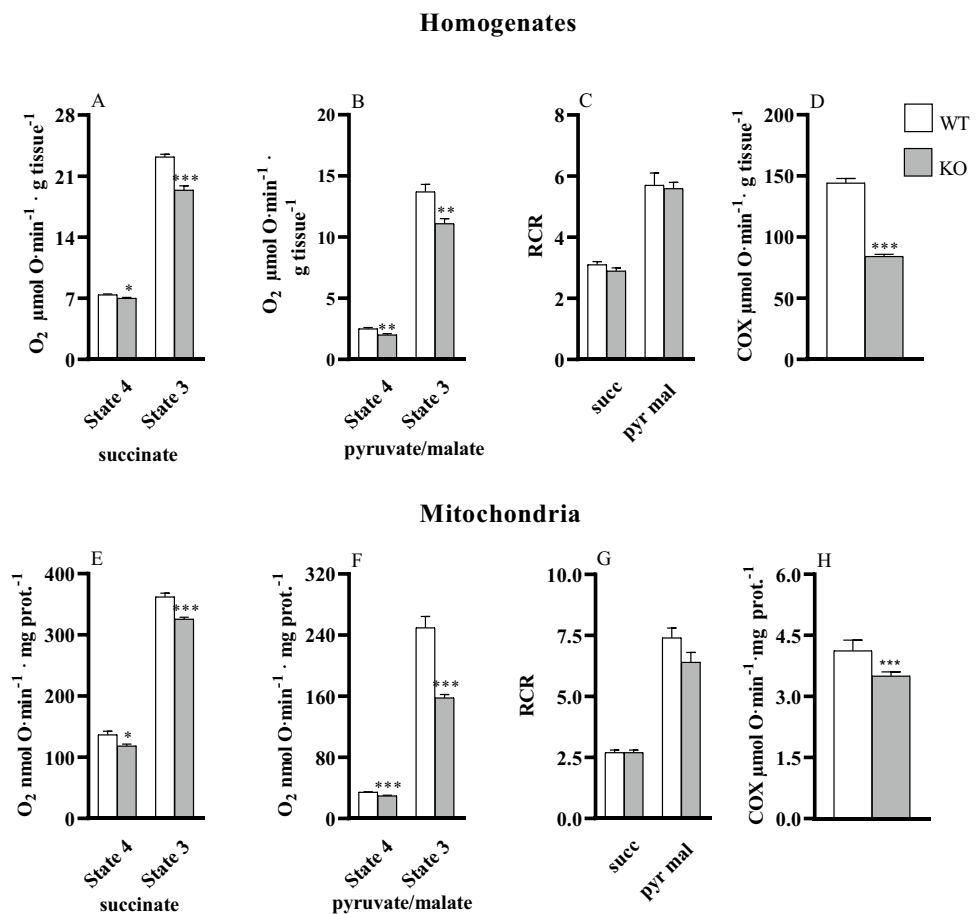 Homogenates
A
O₂ µmol O·min⁻¹ · g tissue⁻¹
28
21
14
7
0
***
*
State 4
State 3
succinate
B
O₂ µmol O·min⁻¹ ·
g tissue⁻¹
20
15
10
5
0
**
**
State 4
State 3
pyruvate/malate
C
RCR
8
6
4
2
0
succ
pyr mal
D
COX µmol O·min⁻¹· g tissue⁻¹
200
150
100
50
0
***
WT
KO
Mitochondria
E
O₂ nmol O·min⁻¹ · mg prot.⁻¹
400
300
200
100
0
***
*
State 4
State 3
succinate
F
O₂ nmol O·min⁻¹ · mg prot.⁻¹
320
240
160
80
0
***
***
State 4
State 3
pyruvate/malate
G
RCR
10.0
7.5
5.0
2.5
0.0
succ
pyr mal
H
COX µmol O·min⁻¹·mg prot.⁻¹
6.0
4.5
3.0
1.5
0.0
***